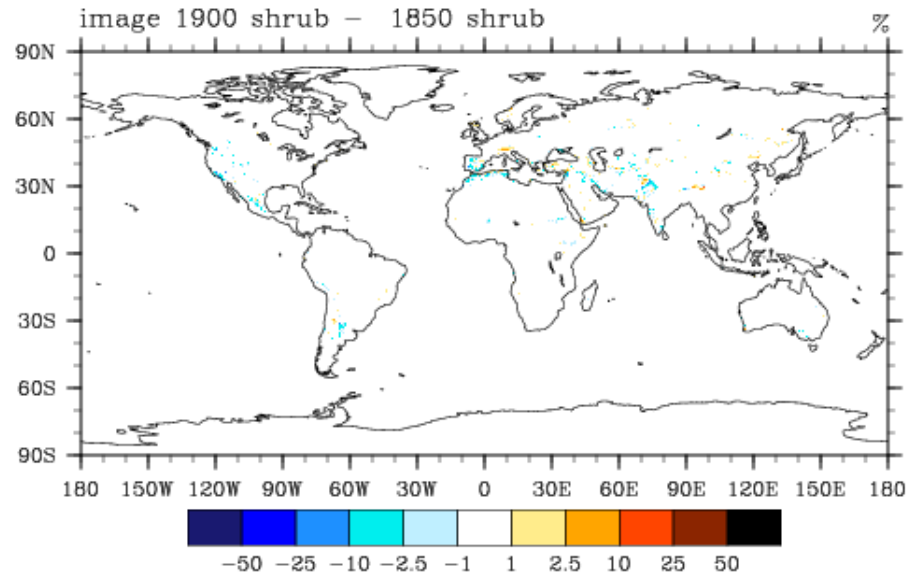 image 1900 shrub – 1850 shrub %
90N
60N
30N
0
30S
60S
90S
180 150W 120W 90W 60W 30W 0 30E 60E 90E 120E 150E 180
−50 −25 −10 −2.5 −1 1 2.5 10 25 50